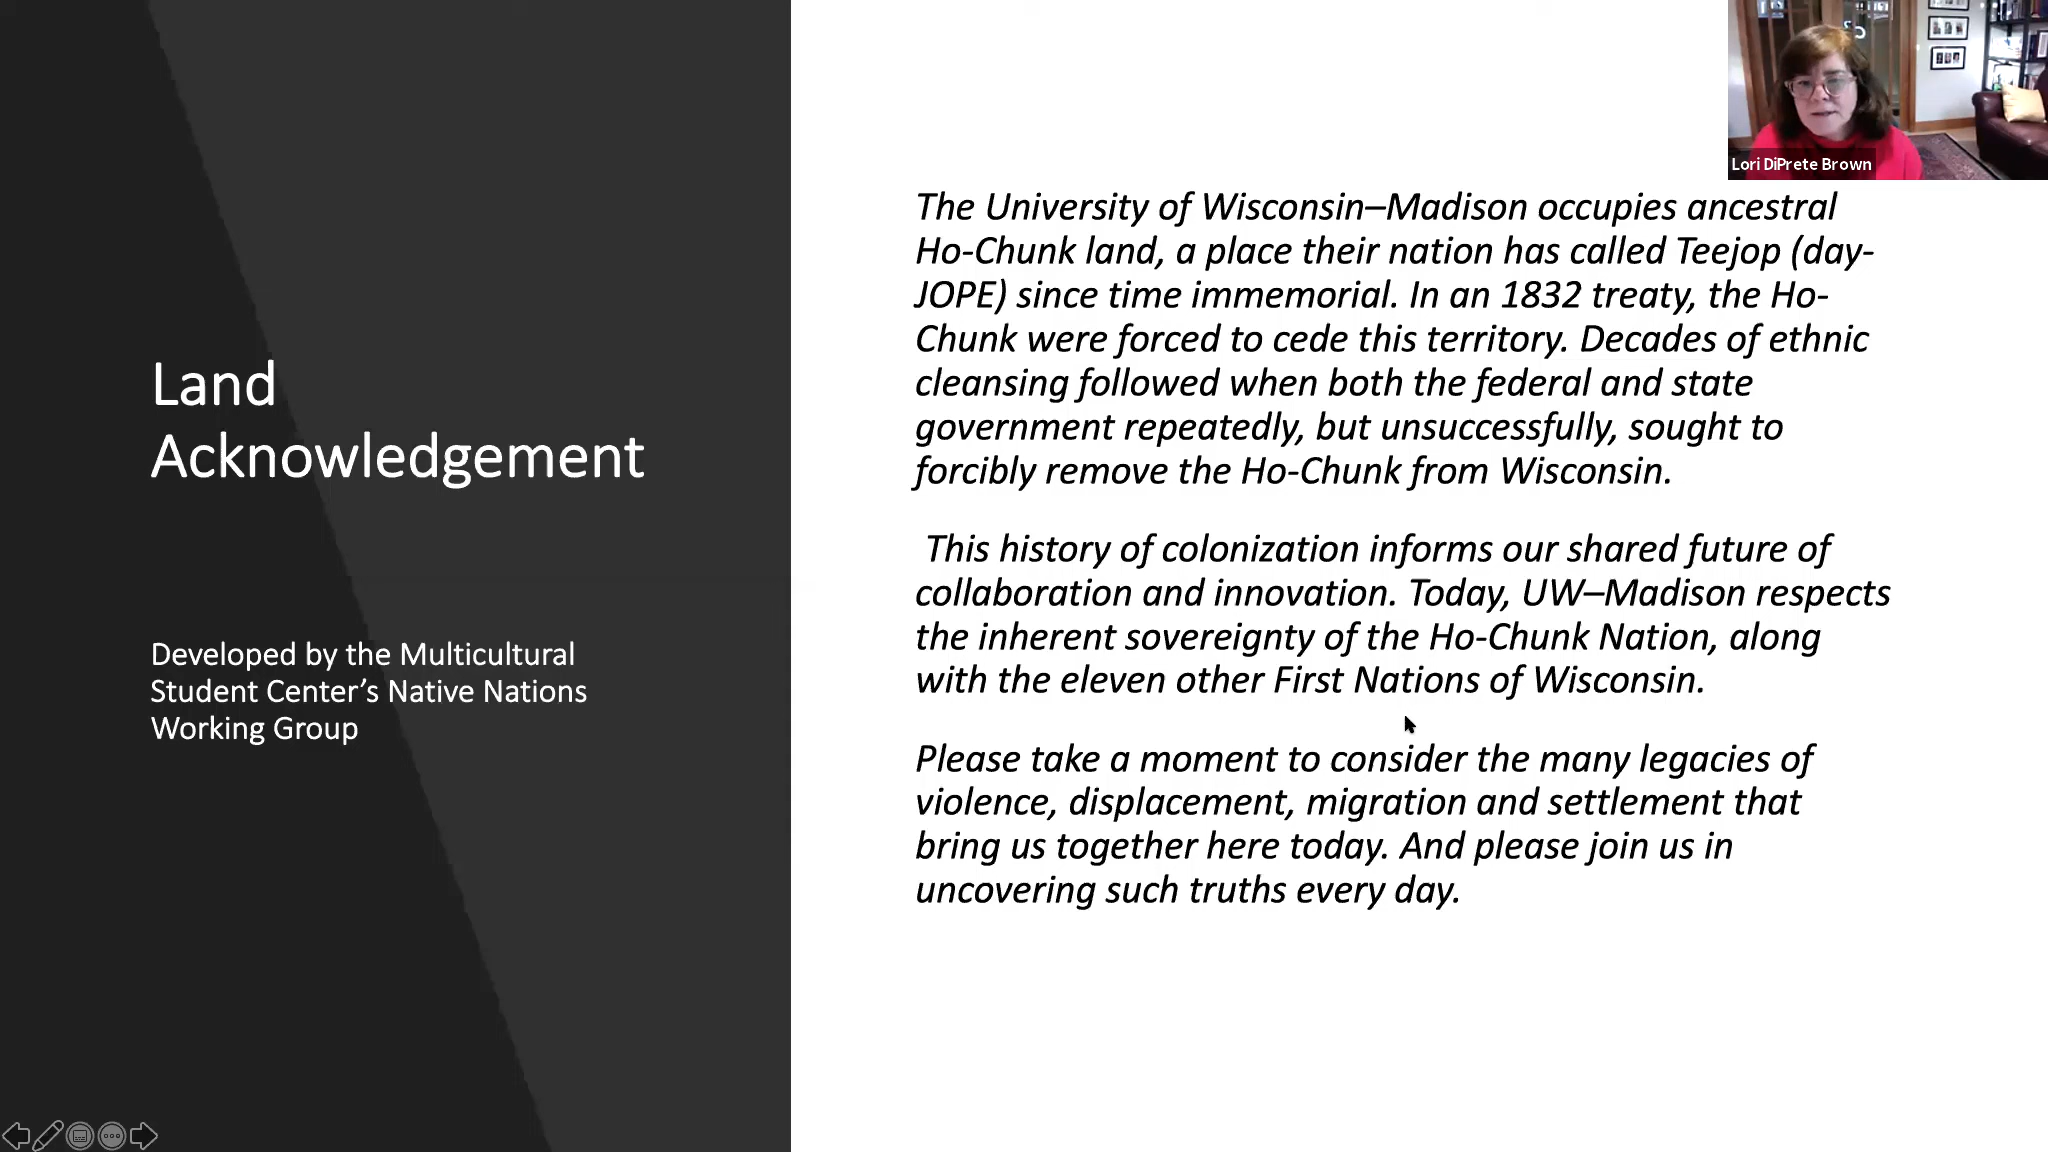 Land
Acknowledgement
Developed by the Multicultural
Student Center’s Native Nations
Working Group
Lori DiPrete Brown
The University of Wisconsin–Madison occupies ancestral
Ho-Chunk land, a place their nation has called Teejop (day-
JOPE) since time immemorial. In an 1832 treaty, the Ho-
Chunk were forced to cede this territory. Decades of ethnic
cleansing followed when both the federal and state
government repeatedly, but unsuccessfully, sought to
forcibly remove the Ho-Chunk from Wisconsin.
This history of colonization informs our shared future of
collaboration and innovation. Today, UW–Madison respects
the inherent sovereignty of the Ho-Chunk Nation, along
with the eleven other First Nations of Wisconsin.
Please take a moment to consider the many legacies of
violence, displacement, migration and settlement that
bring us together here today. And please join us in
uncovering such truths every day.